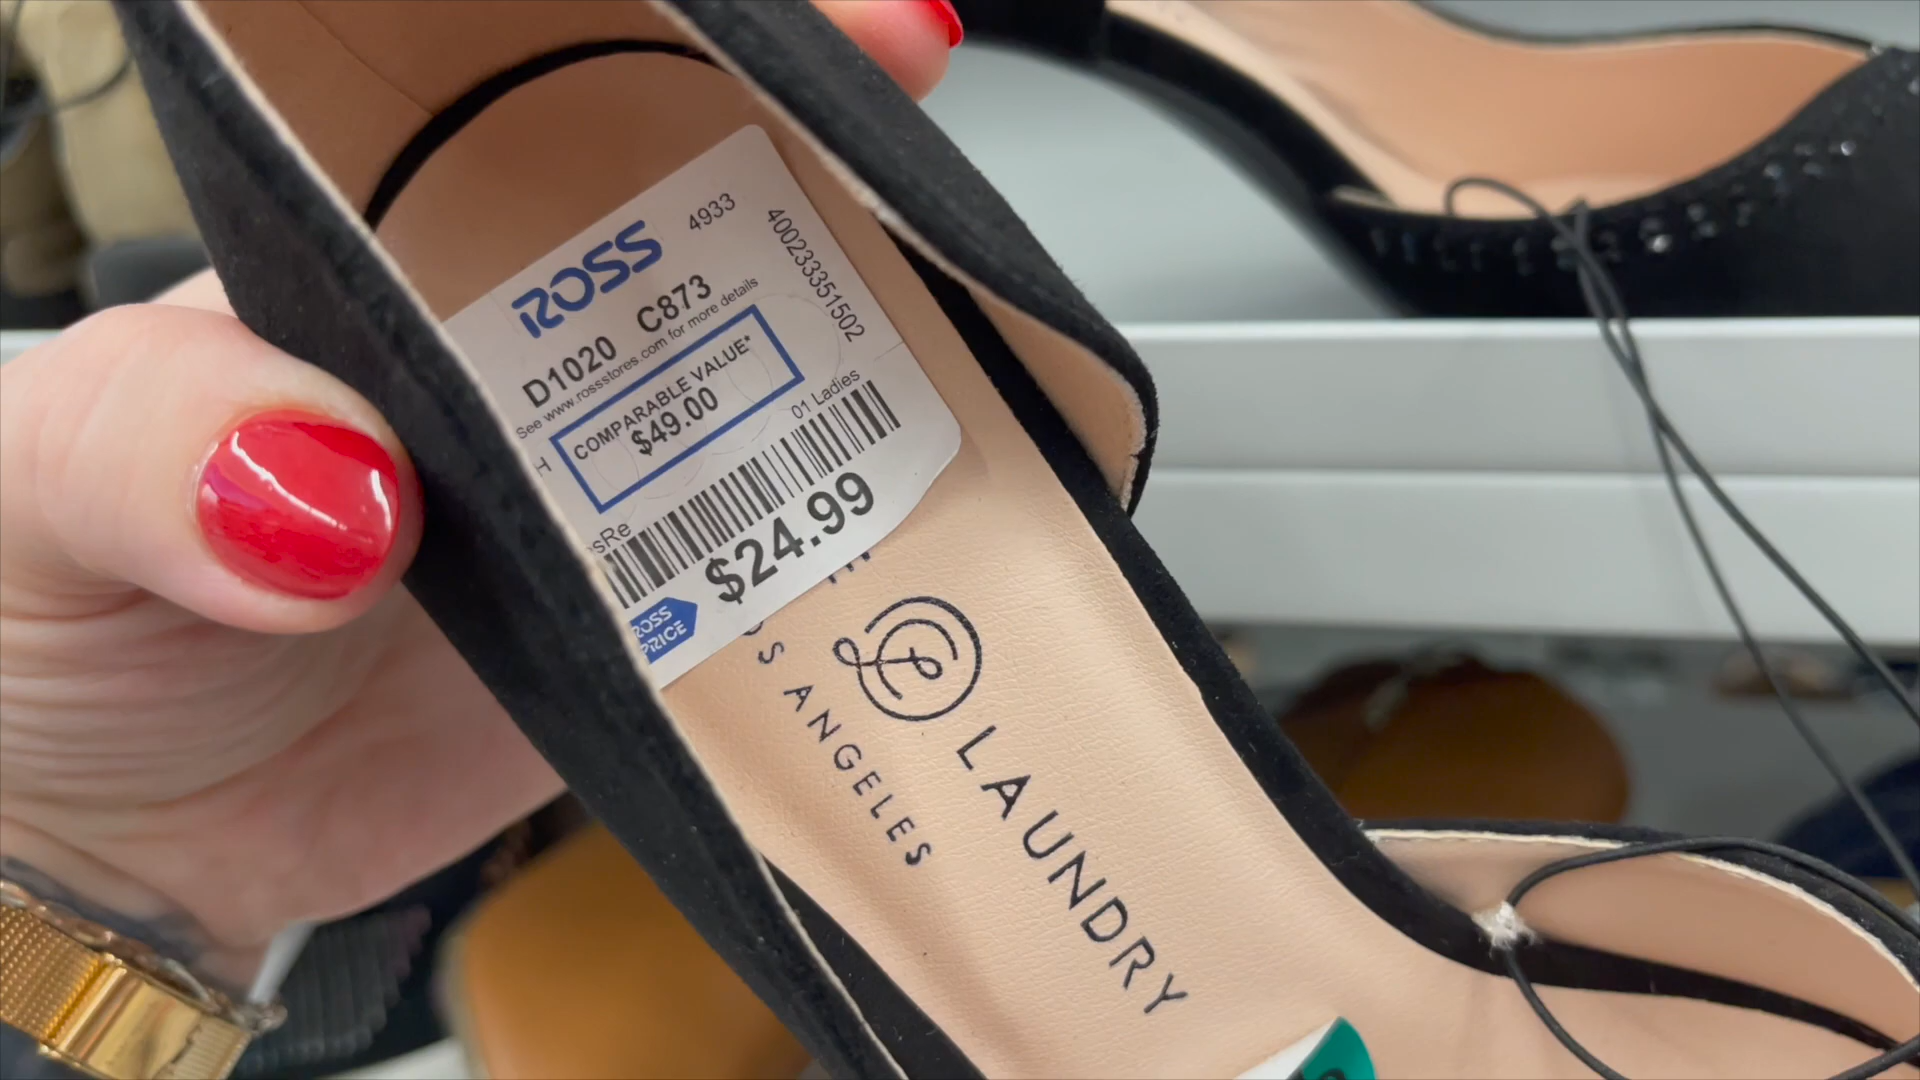 ROSS
4933
400233351502
D1020 C873
See www.rossstores.com for more details
COMPARABLE VALUE*
$49.00
01 Ladies
$24.99
ROSS
PRICE
LAUNDRY
ANGELES